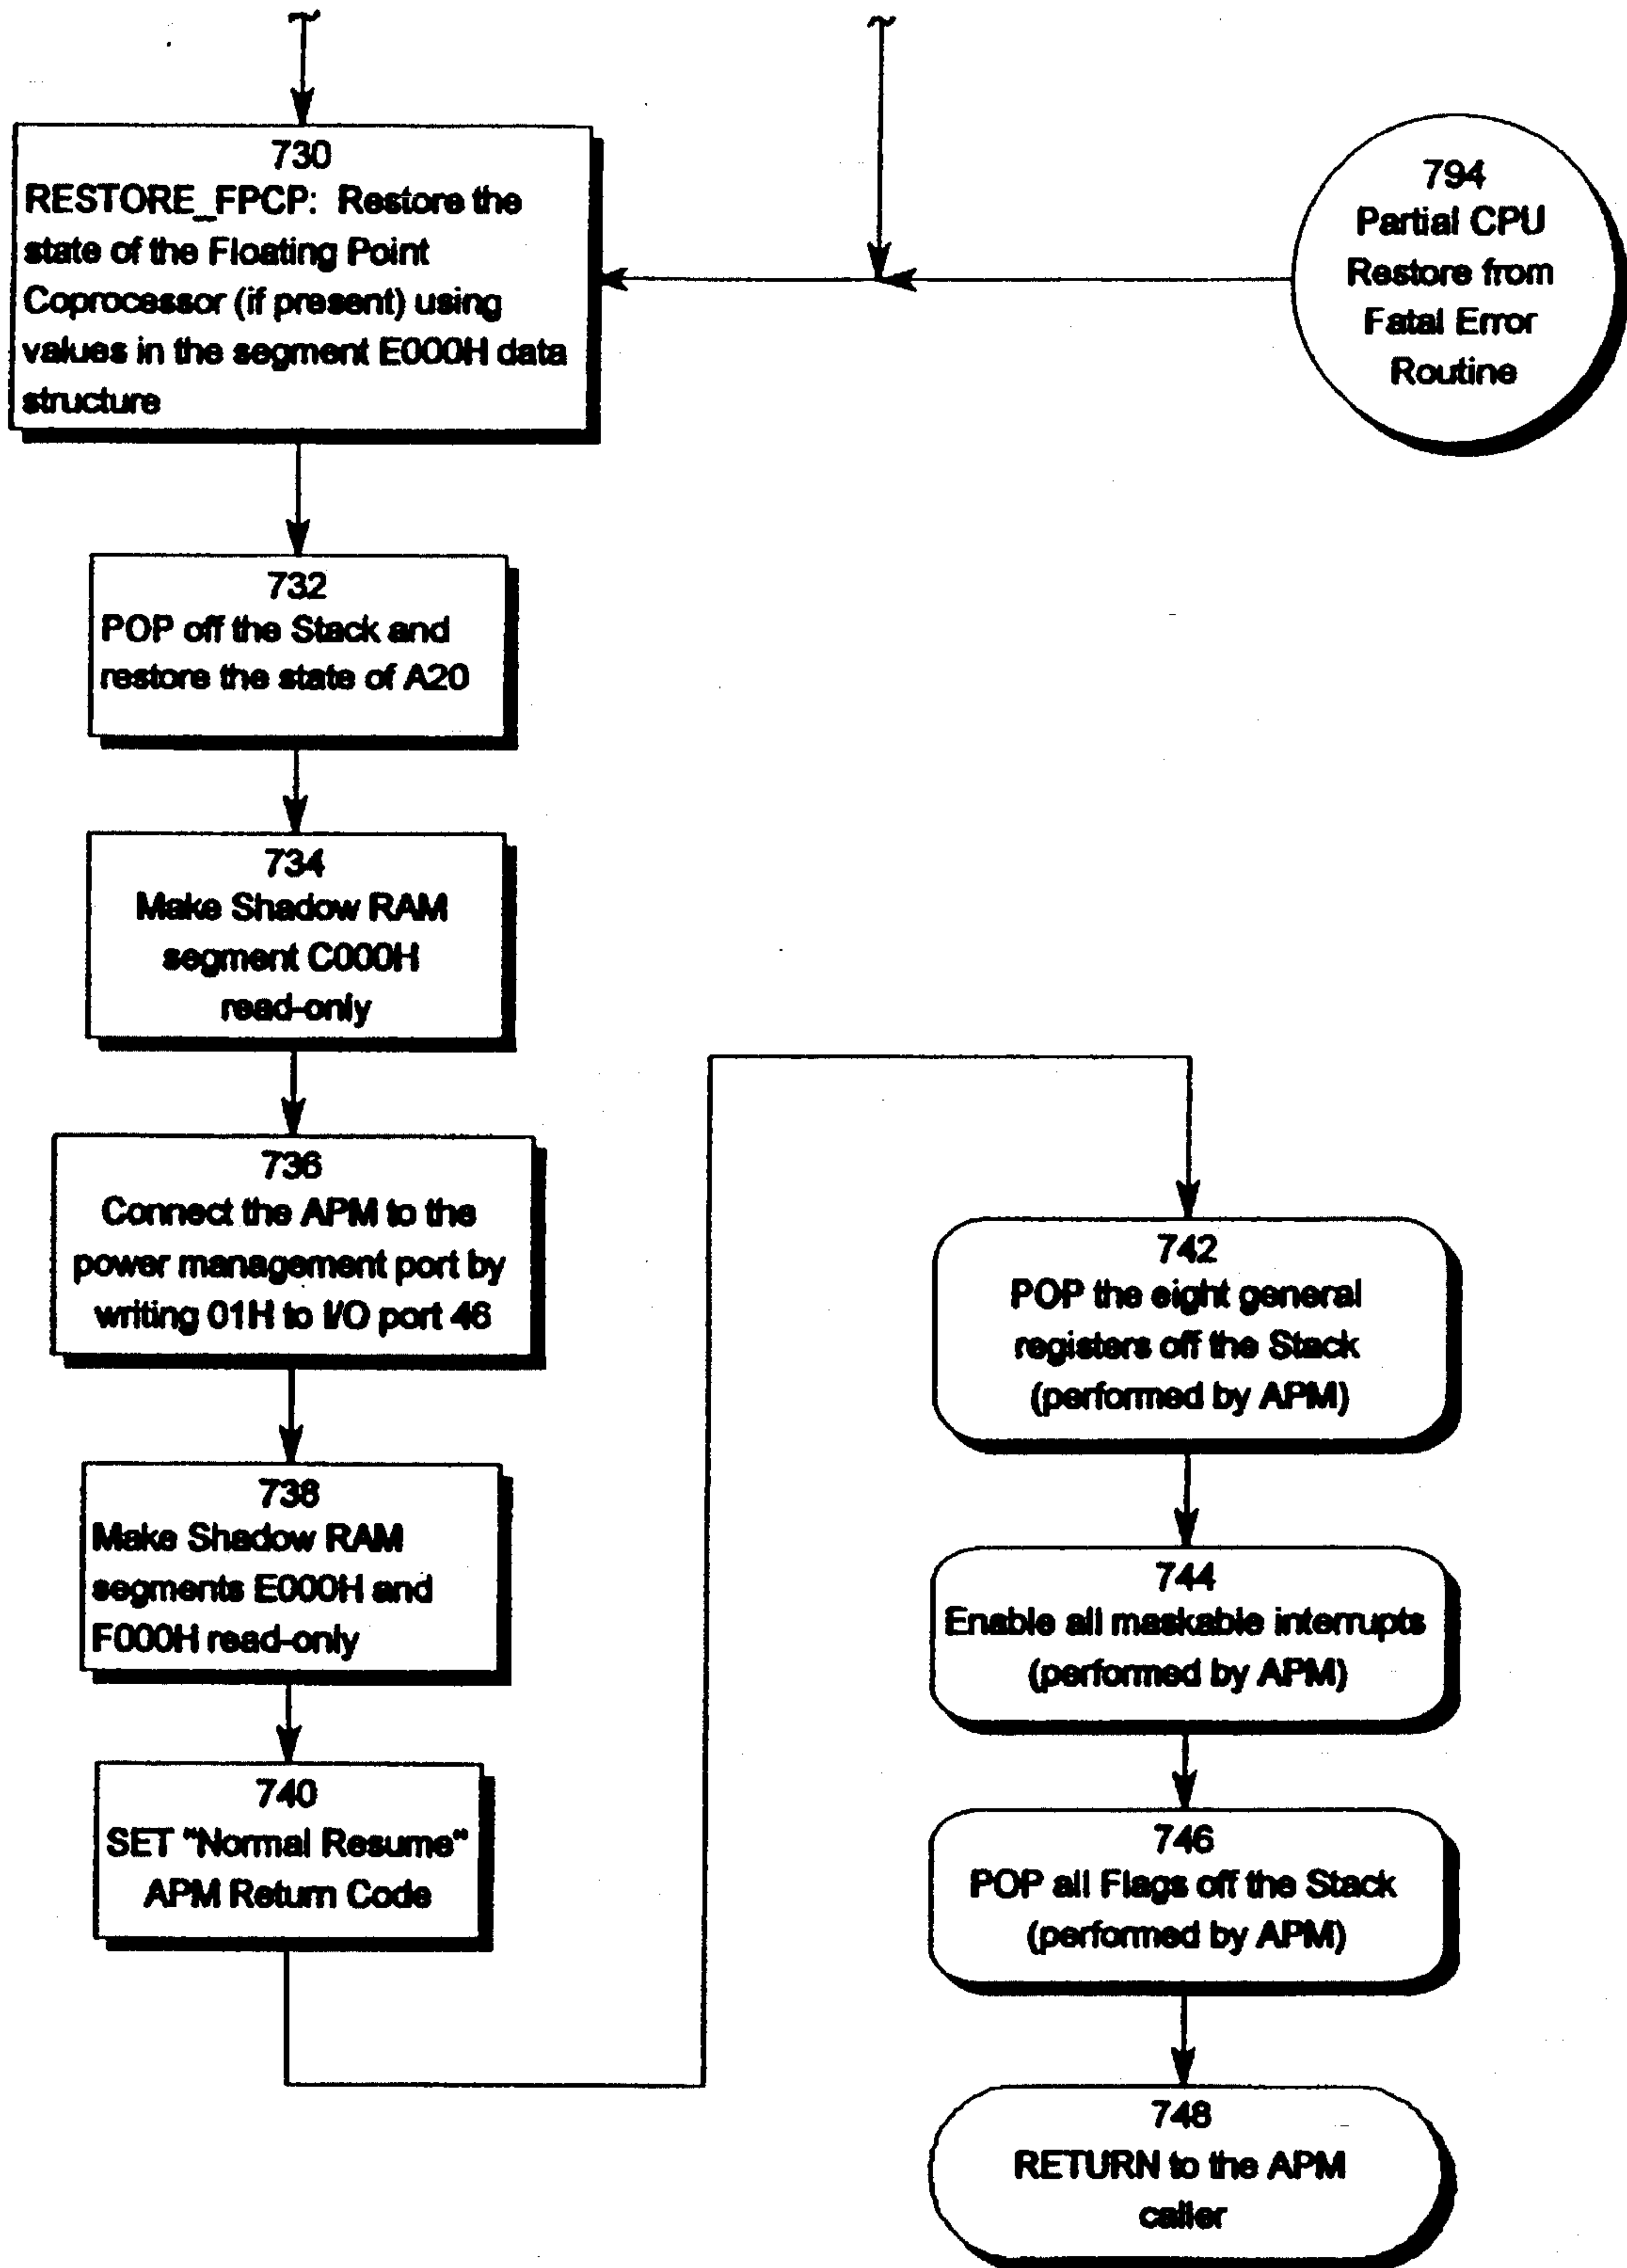 730
RESTORE_FPCP: Restore the
state of the Floating Point
Coprocessor (if present) using
values in the segment E000H data
structure
794
Partial CPU
Restore from
Fatal Error
Routine
732
POP off the Stack and
restore the state of A20
734
Make Shadow RAM
segment C000H
read-only
736
Connect the APM to the
power management port by
writing 01H to I/O port 46
738
Make Shadow RAM
segments E000H and
F000H read-only
740
SET "Normal Resume"
APM Return Code
742
POP the eight general
registers off the Stack
(performed by APM)
744
Enable all maskable interrupts
(performed by APM)
746
POP all Flags off the Stack
(performed by APM)
748
RETURN to the APM
caller